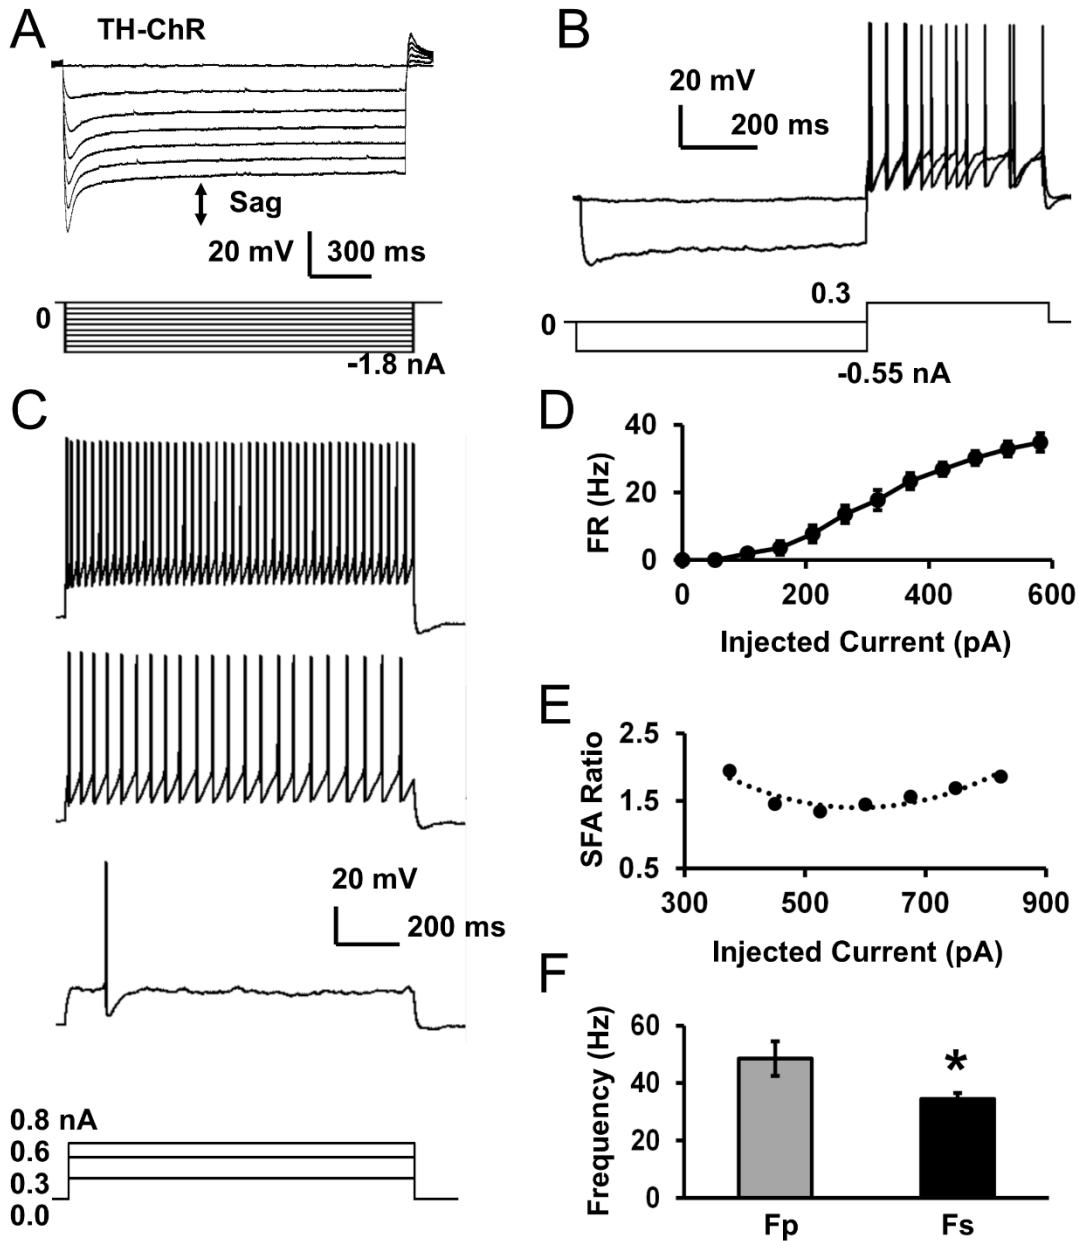 A
TH-ChR
Sag
20 mV
300 ms
0
-1.8 nA
B
20 mV
200 ms
0.3
0
-0.55 nA
C
20 mV
200 ms
0.8 nA
0.6
0.3
0.0
D
FR (Hz)
40
20
0
0 200 400 600
Injected Current (pA)
E
SFA Ratio
2.5
1.5
0.5
300 500 700 900
Injected Current (pA)
F
Frequency (Hz)
60
40
20
0
*
Fp Fs